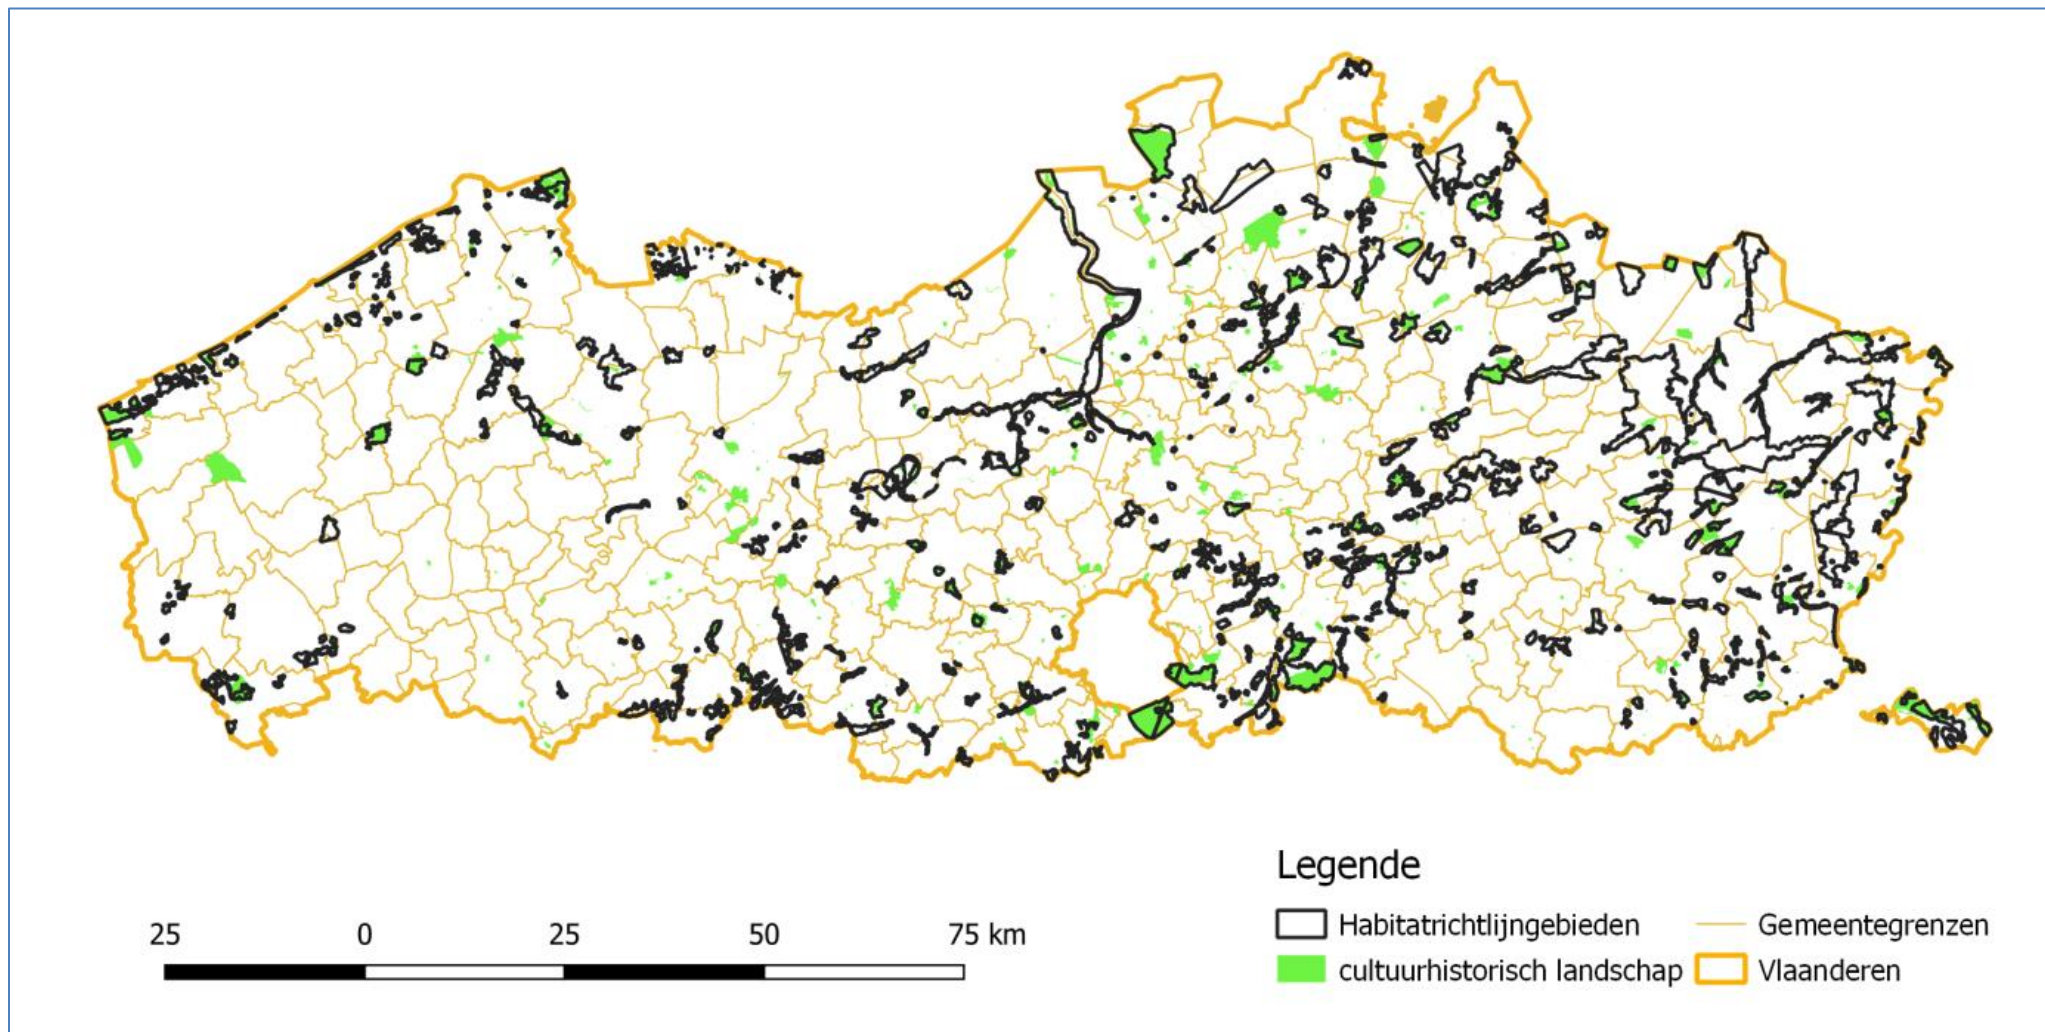 Legende
Habitatrichtlijngebieden
Gemeentegrenzen
cultuurhistorisch landschap
Vlaanderen
25 0 25 50 75 km